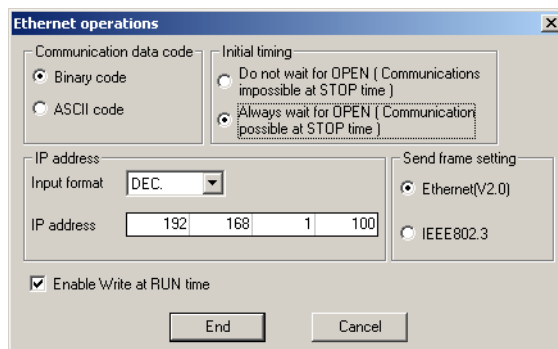 Ethernet operations
Communication data code
Binary code
ASCII code
Initial timing
Do not wait for OPEN ( Communications
impossible at STOP time )
Always wait for OPEN ( Communication
possible at STOP time )
IP address
Input format DEC.
IP address 192 168 1 100
Send frame setting
Ethernet(V2.0)
IEEE802.3
Enable Write at RUN time
End Cancel